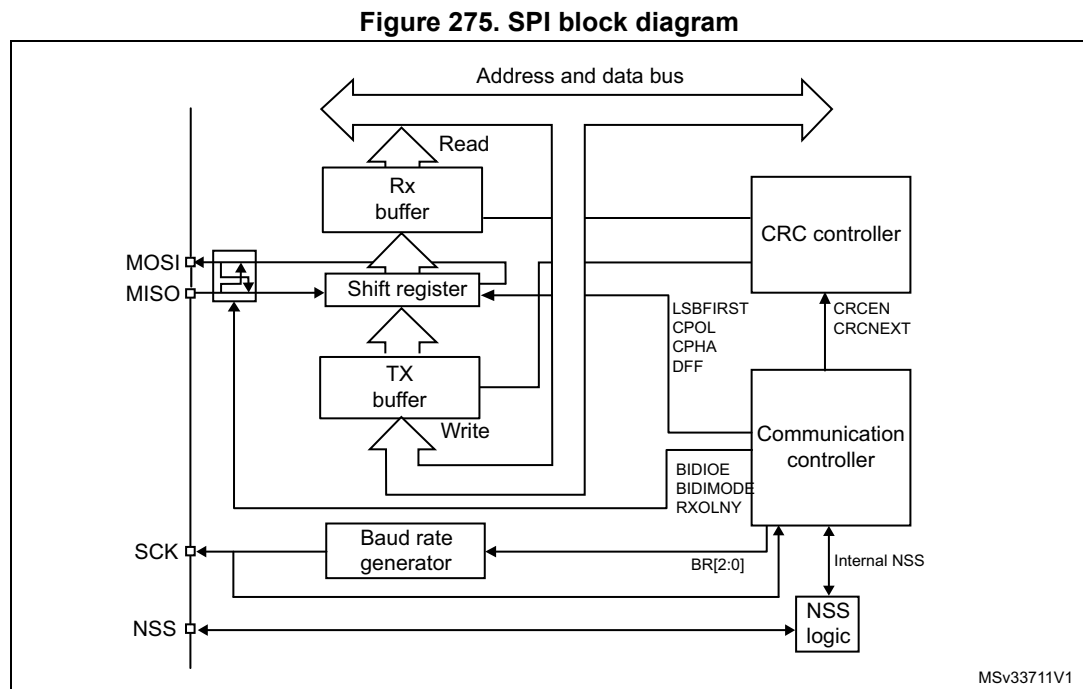 Figure 275. SPI block diagram
Address and data bus
Read
Rx
buffer
CRC controller
MOSI
MISO
Shift register
LSBFIRST
CPOL
CPHA
DFF
CRCEN
CRCNEXT
TX
buffer
Write
Communication
controller
BIDIOE
BIDIMODE
RXOLNY
SCK
Baud rate
generator
BR[2:0]
Internal NSS
NSS
NSS
logic
MSv33711V1